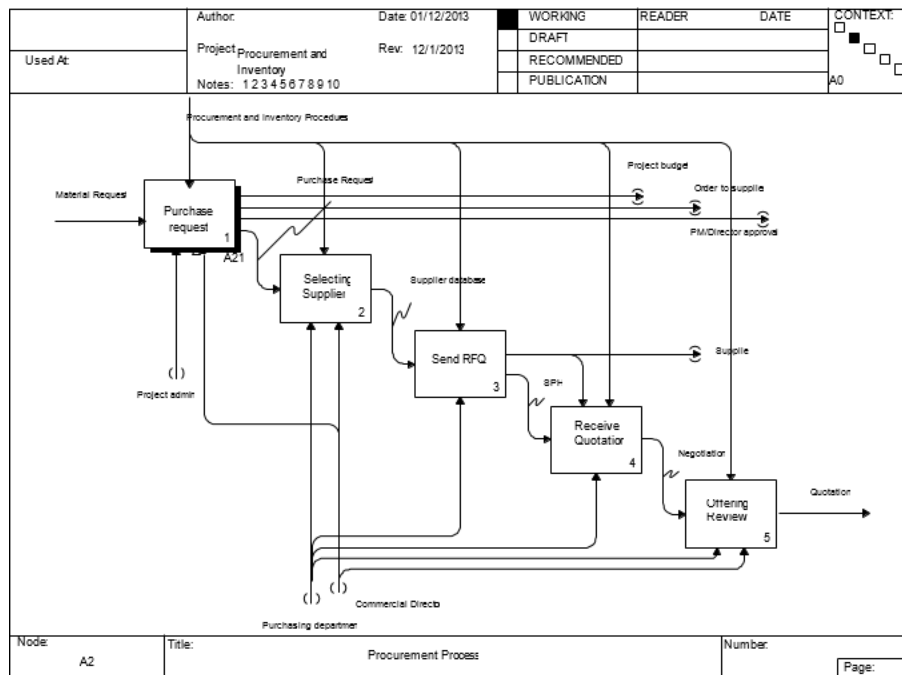 Used At:
Author:
Date: 01/12/2013
Project: Procurement and
Inventory
Rev: 12/1/2013
Notes: 1 2 3 4 5 6 7 8 9 10
WORKING
DRAFT
RECOMMENDED
PUBLICATION
READER
DATE
CONTEXT:
A0
Procurement and Inventory Procedures
Material Request
Purchase
request
1
A21
Purchase Request
Project budget
Order to supplie
PM/Director approval
Selecting
Supplier
2
Supplier database
Send RFQ
3
Supplie
SPH
Project admin
Receive
Quotation
4
Negotiation
Offering
Review
5
Quotation
Commercial Directo
Purchasing departmen
Node:
A2
Title:
Procurement Process
Number:
Page: